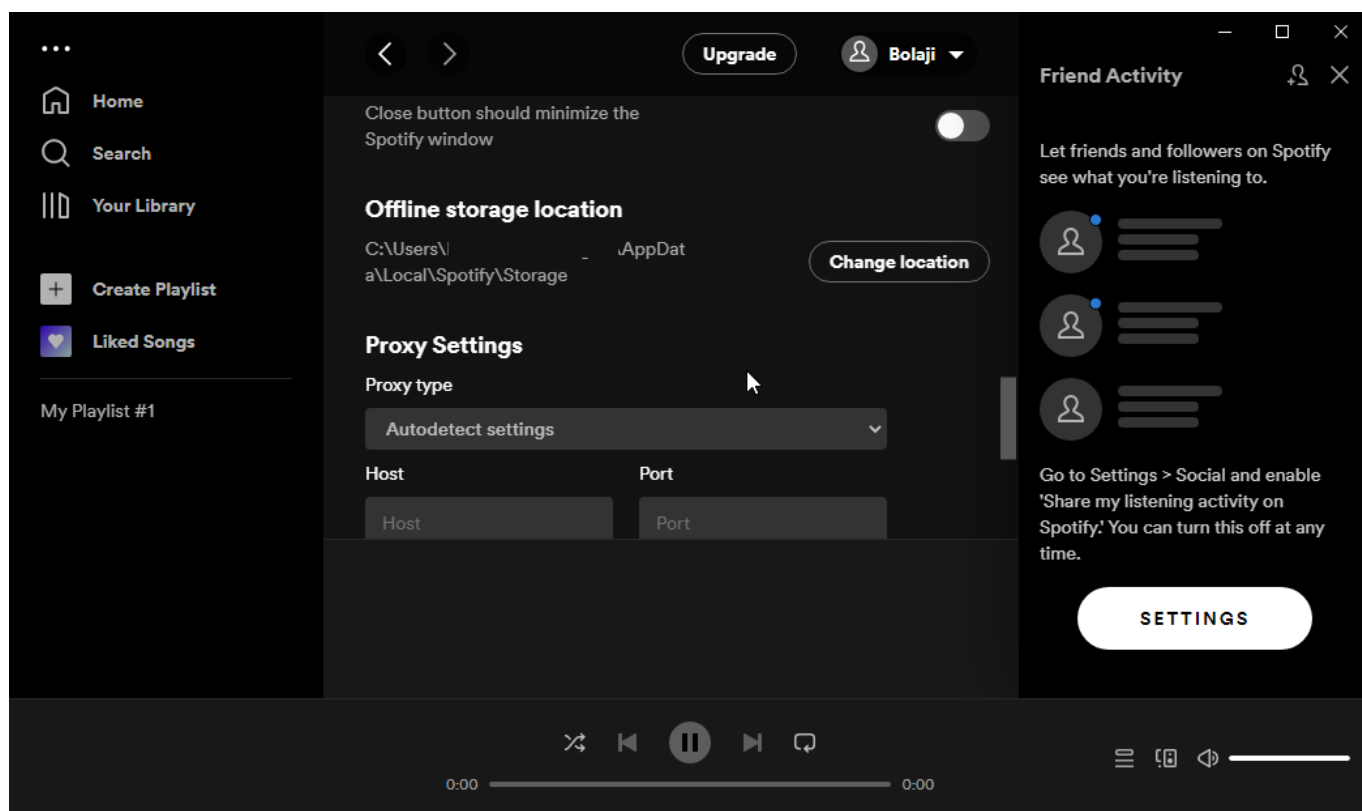 Home
Search
Your Library
Create Playlist
Liked Songs
My Playlist #1
Upgrade
Bolaji
Close button should minimize the
Spotify window
Offline storage location
C:\Users\
\AppDat
a\Local\Spotify\Storage
Change location
Proxy Settings
Proxy type
Autodetect settings
Host
Port
Host
Port
Friend Activity
Let friends and followers on Spotify
see what you're listening to.
Go to Settings > Social and enable
'Share my listening activity on
Spotify.' You can turn this off at any
time.
SETTINGS
0:00
0:00